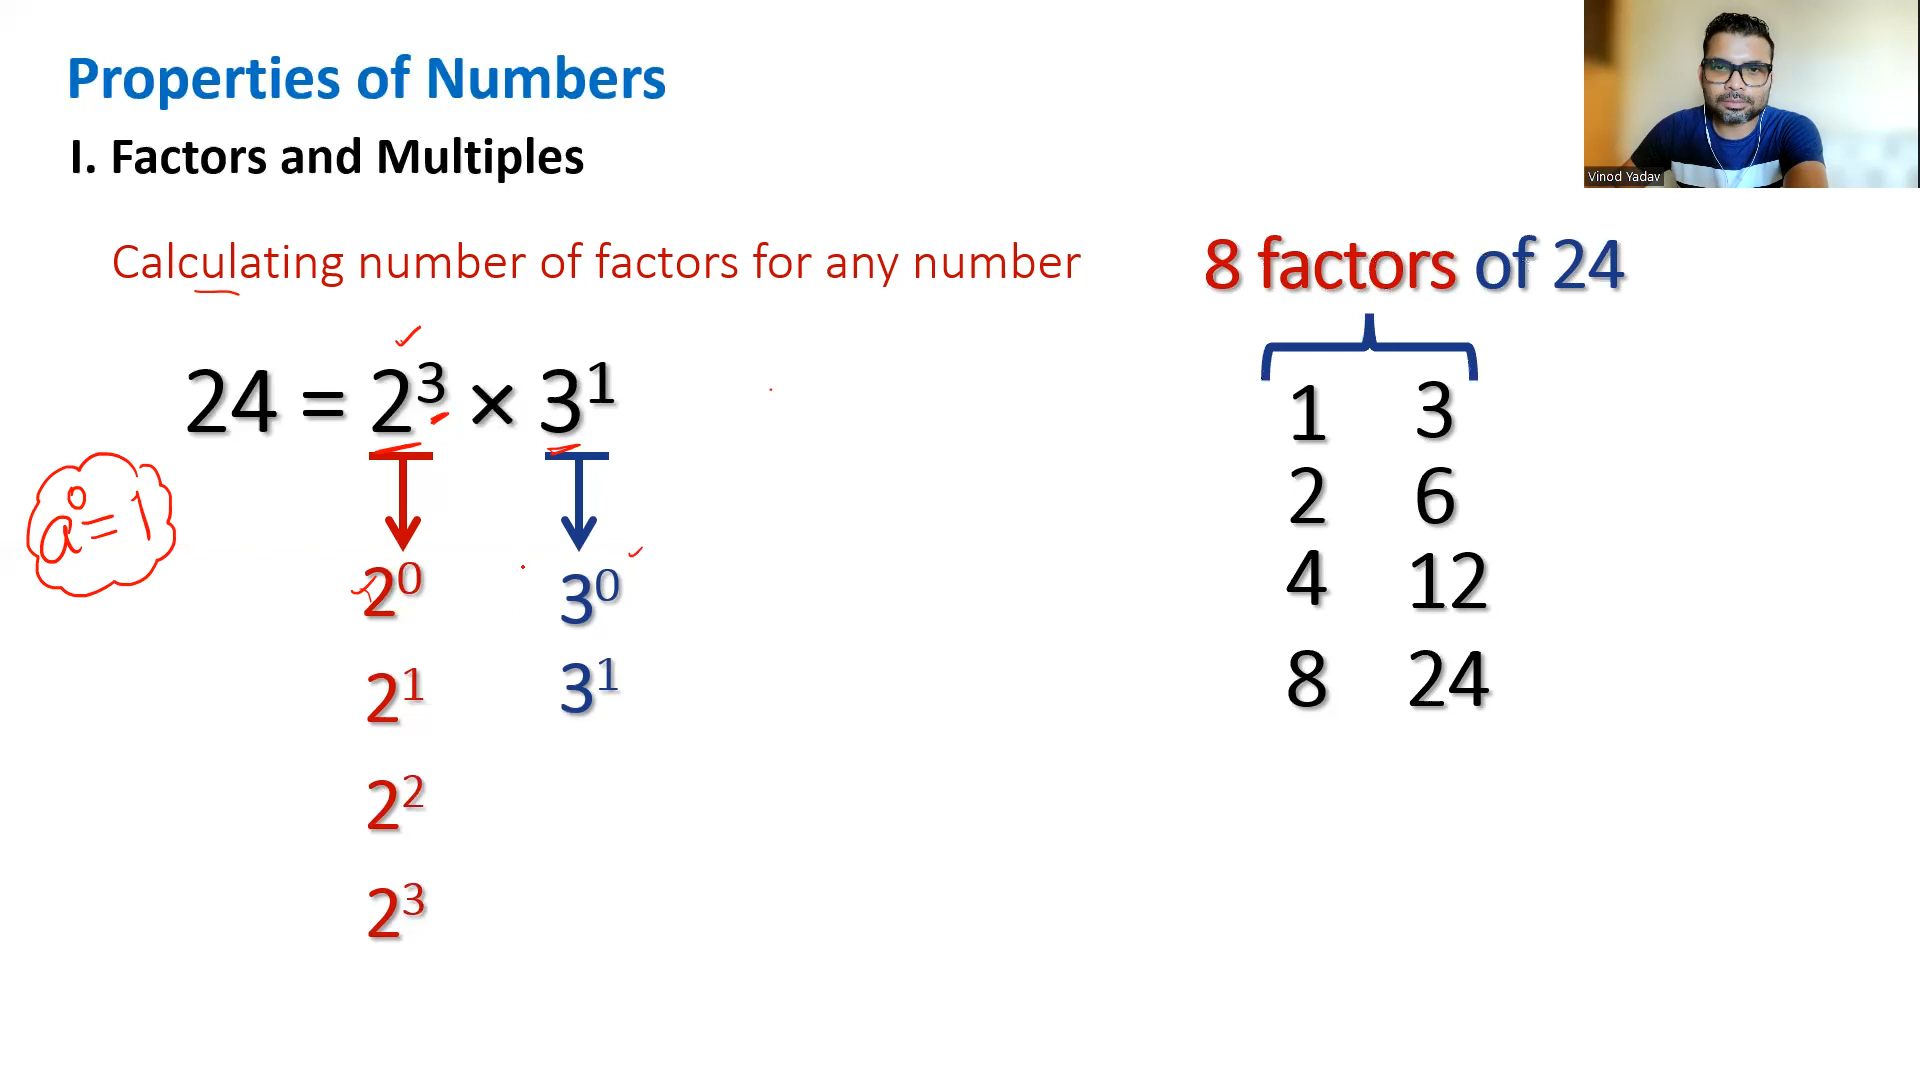 Properties of Numbers
I. Factors and Multiples
Vinod Yadav
Calculating number of factors for any number
8 factors of 24
24 = 2³ × 3¹
a⁰ = 1
2⁰ 3⁰
2¹ 3¹
2²
2³
1 3
2 6
4 12
8 24